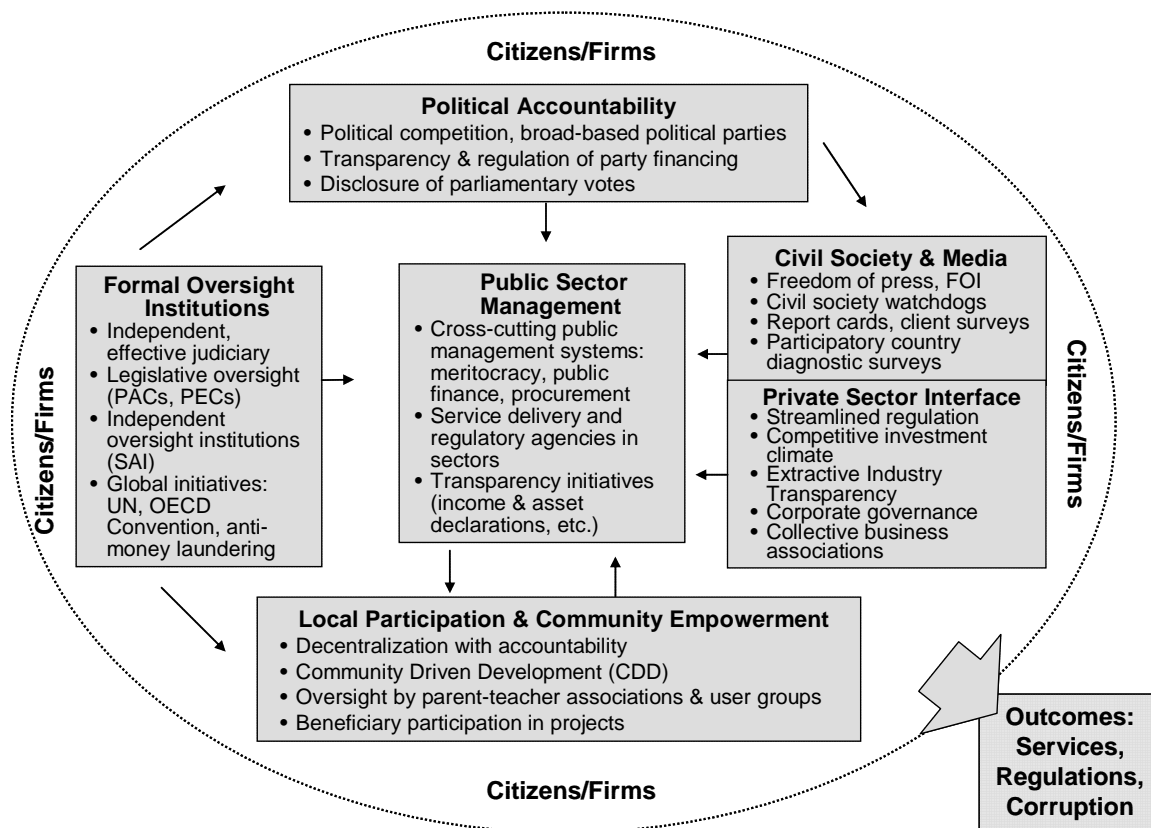 Citizens/Firms
Political Accountability
• Political competition, broad-based political parties
• Transparency & regulation of party financing
• Disclosure of parliamentary votes
Formal Oversight
Institutions
• Independent,
effective judiciary
• Legislative oversight
(PACs, PECs)
• Independent
oversight institutions
(SAI)
• Global initiatives:
UN, OECD
Convention, anti-
money laundering
Public Sector
Management
• Cross-cutting public
management systems:
meritocracy, public
finance, procurement
• Service delivery and
regulatory agencies in
sectors
• Transparency initiatives
(income & asset
declarations, etc.)
Civil Society & Media
• Freedom of press, FOI
• Civil society watchdogs
• Report cards, client surveys
• Participatory country
diagnostic surveys
Private Sector Interface
• Streamlined regulation
• Competitive investment
climate
• Extractive Industry
Transparency
• Corporate governance
• Collective business
associations
Citizens/Firms
Citizens/Firms
Local Participation & Community Empowerment
• Decentralization with accountability
• Community Driven Development (CDD)
• Oversight by parent-teacher associations & user groups
• Beneficiary participation in projects
Outcomes:
Services,
Regulations,
Corruption
Citizens/Firms